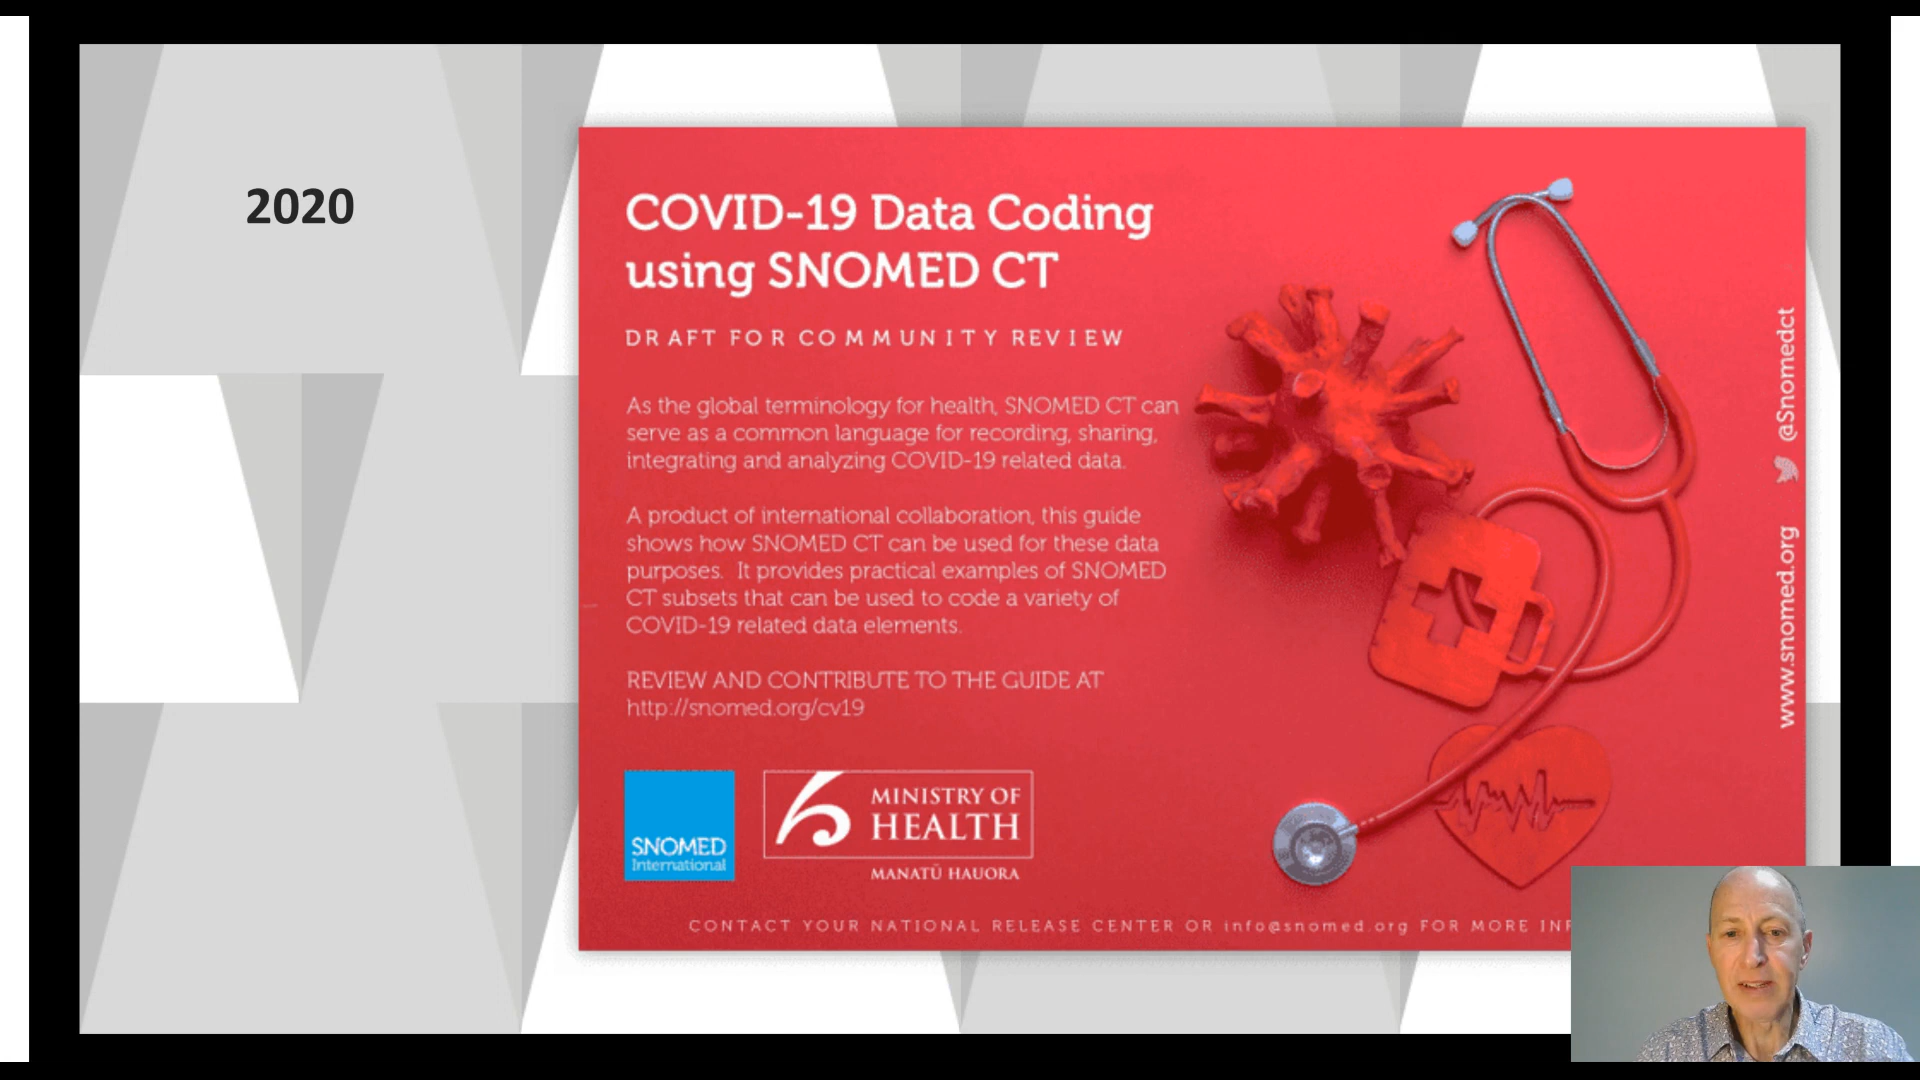 2020
COVID-19 Data Coding
using SNOMED CT
DRAFT FOR COMMUNITY REVIEW
As the global terminology for health, SNOMED CT can
serve as a common language for recording, sharing,
integrating and analyzing COVID-19 related data.
A product of international collaboration, this guide
shows how SNOMED CT can be used for these data
purposes. It provides practical examples of SNOMED
CT subsets that can be used to code a variety of
COVID-19 related data elements.
REVIEW AND CONTRIBUTE TO THE GUIDE AT
http://snomed.org/cv19
SNOMED
International
MINISTRY OF
HEALTH
MANATŪ HAUORA
CONTACT YOUR NATIONAL RELEASE CENTER OR info@snomed.org FOR MORE INF
www.snomed.org @Snomedct